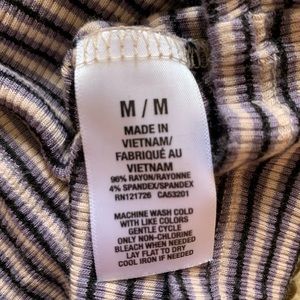 M / M
MADE IN
VIETNAM/
FABRIQUÉ AU
VIETNAM
96% RAYON/RAYONNE
4% SPANDEX/SPANDEX
RN121726 CA53201
MACHINE WASH COLD
WITH LIKE COLORS
GENTLE CYCLE
ONLY NON-CHLORINE
BLEACH WHEN NEEDED
LAY FLAT TO DRY
COOL IRON IF NEEDED